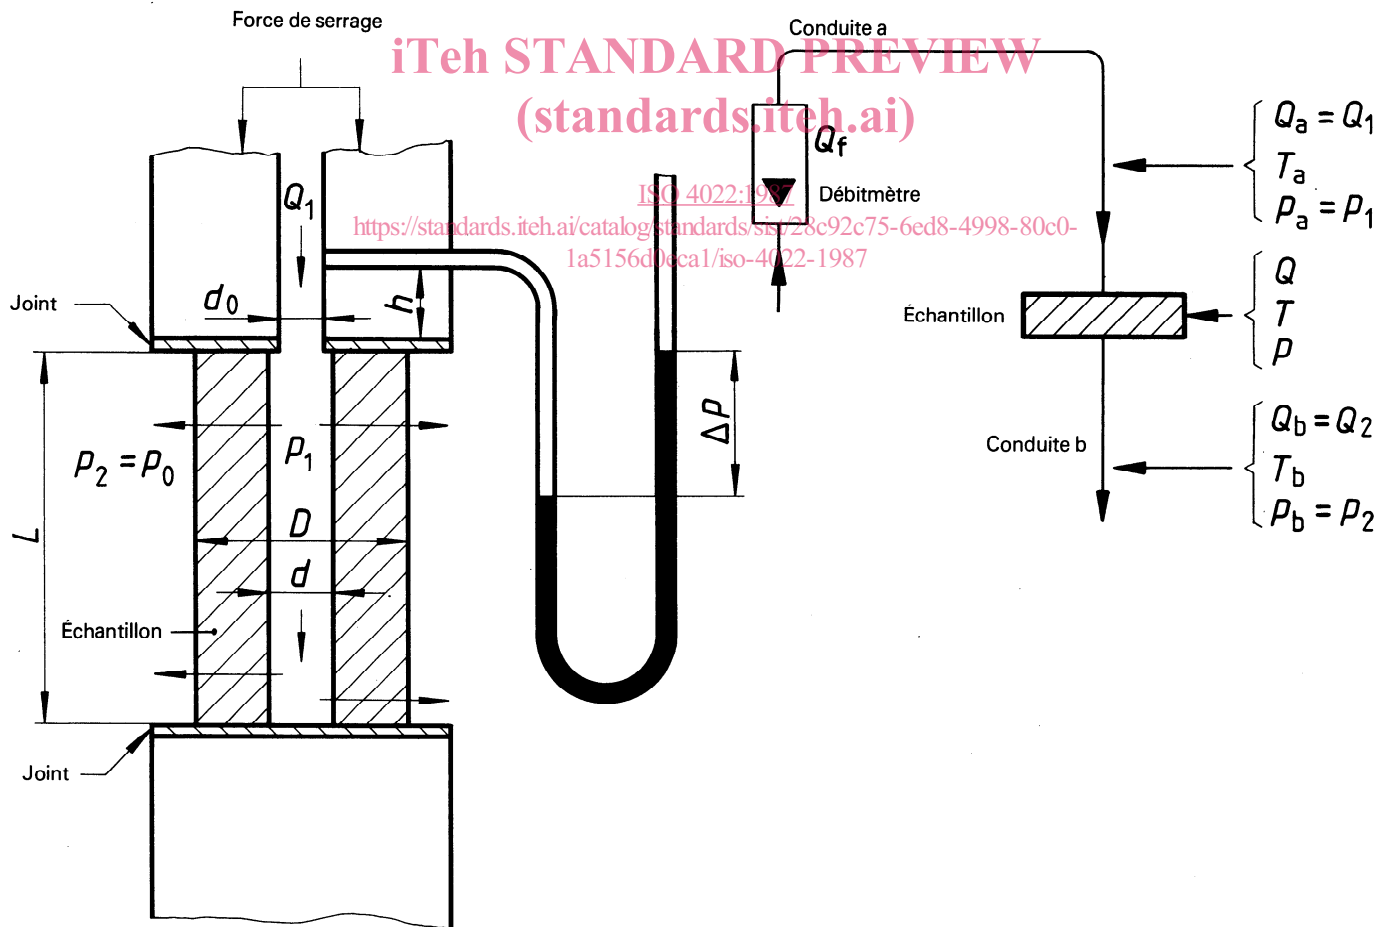 Force de serrage
Conduite a
iTeh STANDARD PREVIEW
(standards.iteh.ai)
Qa = Q1
Ta
pa = p1
Qf
Débitmètre
Q1
ISO 4022:1987
https://standards.iteh.ai/catalog/standards/sist/28c92c75-6ed8-4998-80c0-
1a5156d0eca1/iso-4022-1987
Joint
d0
h
Échantillon
Q
T
p
Δp
p1
p2 = p0
Conduite b
Qb = Q2
Tb
pb = p2
L
D
d
Échantillon
Joint